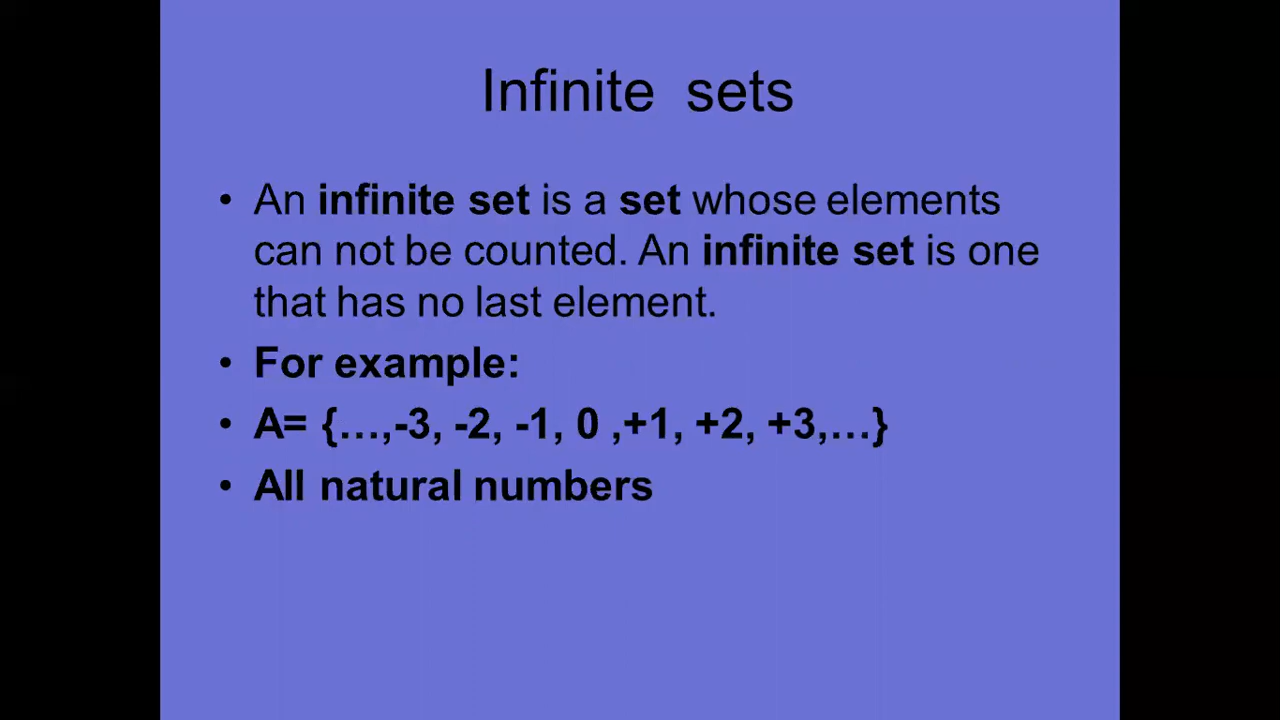 Infinite sets
• An infinite set is a set whose elements
can not be counted. An infinite set is one
that has no last element.
• For example:
• A= {…,-3, -2, -1, 0 ,+1, +2, +3,…}
• All natural numbers